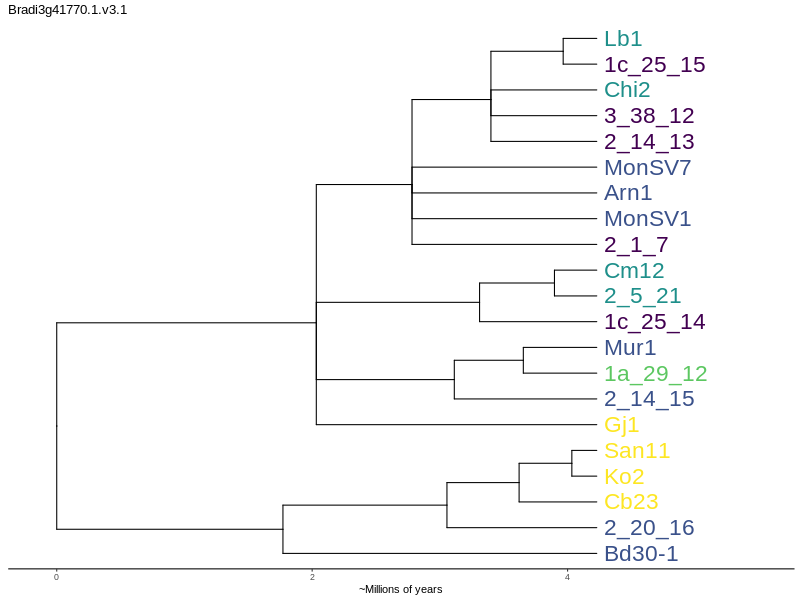 Bradi3g41770.1.v3.1
Lb1
1c_25_15
Chi2
3_38_12
2_14_13
MonSV7
Arn1
MonSV1
2_1_7
Cm12
2_5_21
1c_25_14
Mur1
1a_29_12
2_14_15
Gj1
San11
Ko2
Cb23
2_20_16
Bd30-1
0 2 4
~Millions of years